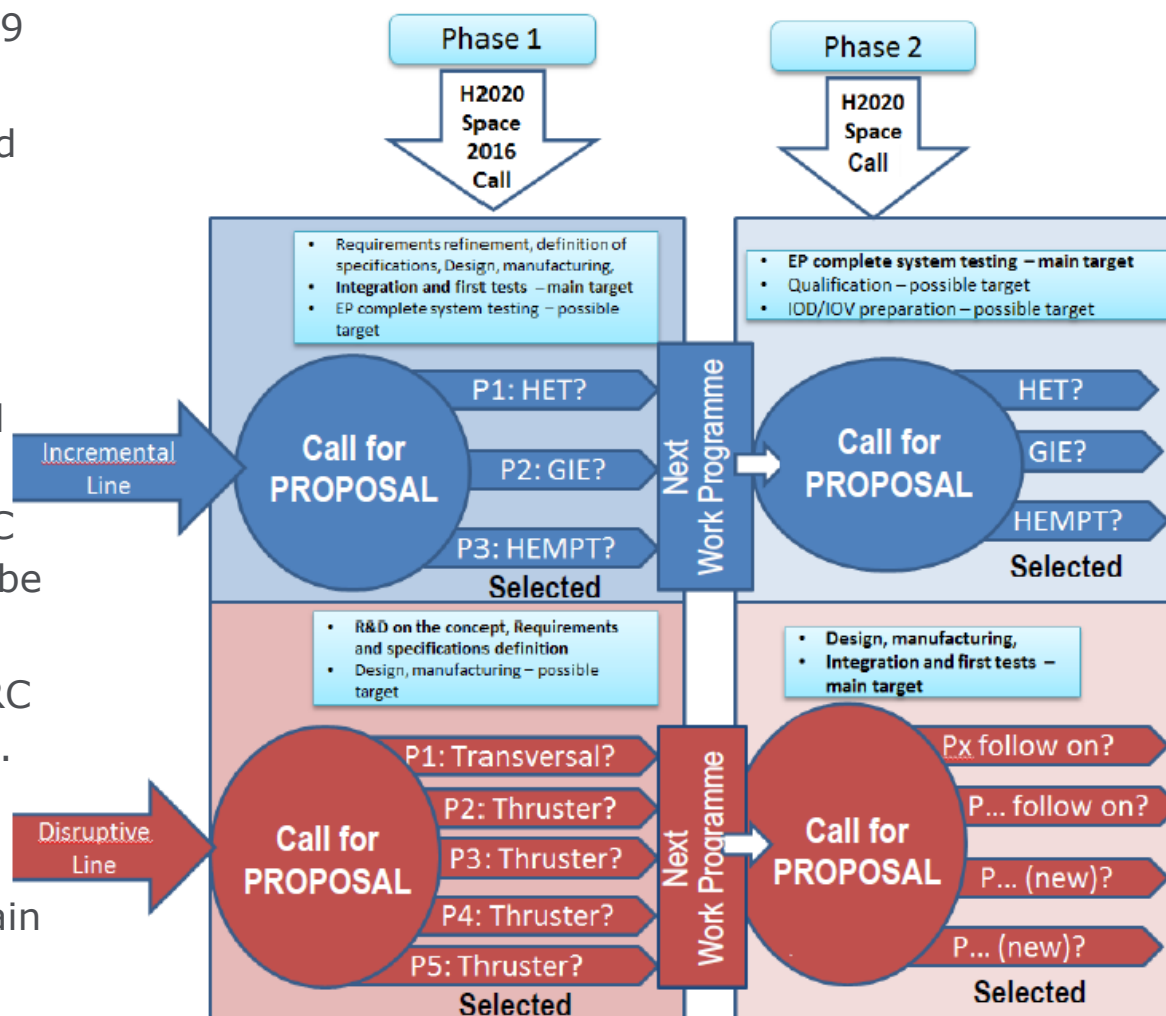 9
d
l
C
be
RC
.
ain
Phase 1
H2020
Space
2016
Call
Phase 2
H2020
Space
Call
• Requirements refinement, definition of
specifications, Design, manufacturing,
• Integration and first tests – main target
• EP complete system testing – possible
target
• EP complete system testing – main target
• Qualification – possible target
• IOD/IOV preparation – possible target
Incremental
Line
Call for
PROPOSAL
P1: HET?
P2: GIE?
P3: HEMPT?
Selected
Next
Work Programme
Call for
PROPOSAL
HET?
GIE?
HEMPT?
Selected
• R&D on the concept, Requirements
and specifications definition
• Design, manufacturing – possible
target
• Design, manufacturing,
• Integration and first tests –
main target
Disruptive
Line
Call for
PROPOSAL
P1: Transversal?
P2: Thruster?
P3: Thruster?
P4: Thruster?
P5: Thruster?
Selected
Next
Work Programme
Call for
PROPOSAL
Px follow on?
P... follow on?
P... (new)?
P... (new)?
Selected